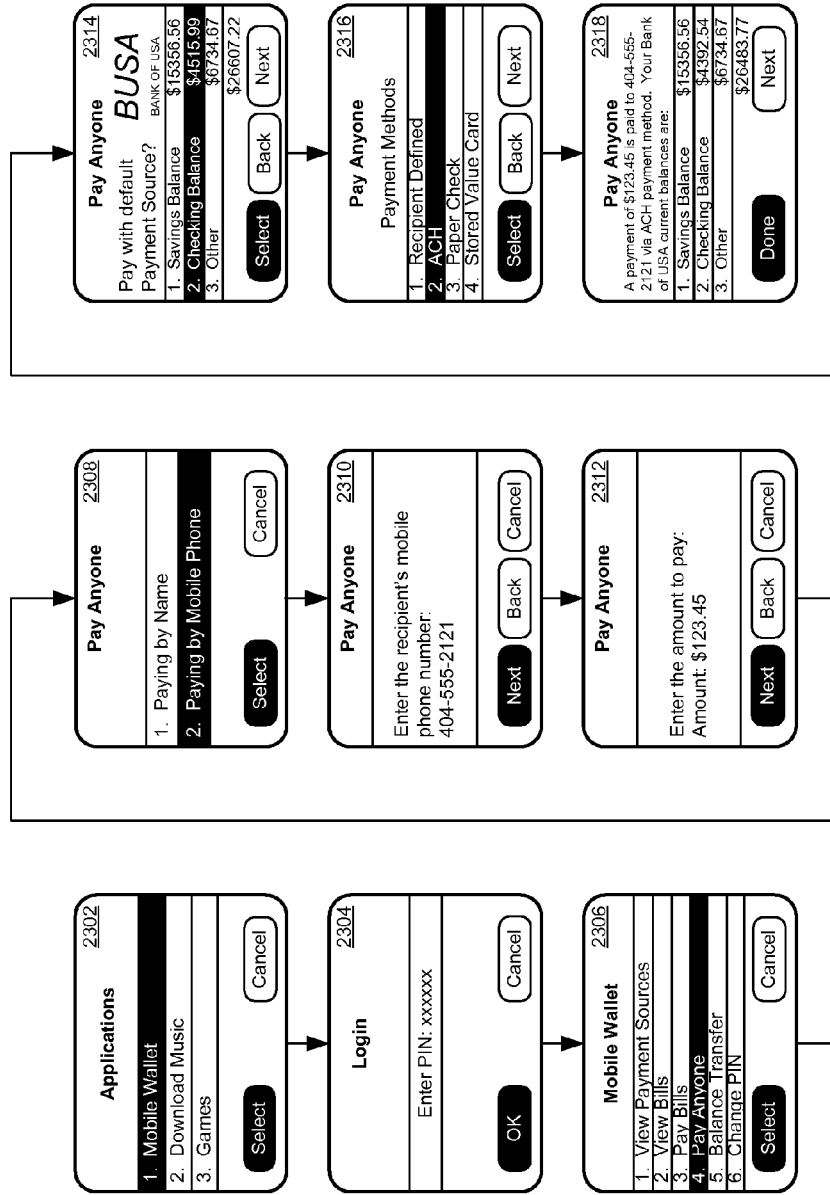 2302
Applications
1. Mobile Wallet
2. Download Music
3. Games
Select
Cancel
2304
Login
Enter PIN: xxxxxx
OK
Cancel
2306
Mobile Wallet
1. View Payment Sources
2. View Bills
3. Pay Bills
4. Pay Anyone
5. Balance Transfer
6. Change PIN
Select
Cancel
2308
Pay Anyone
1. Paying by Name
2. Paying by Mobile Phone
Select
Cancel
2310
Pay Anyone
Enter the recipient's mobile
phone number:
404-555-2121
Next
Back
Cancel
2312
Pay Anyone
Enter the amount to pay:
Amount: $123.45
Next
Back
Cancel
2314
Pay Anyone
Pay with default
Payment Source?
BUSA
BANK OF USA
1. Savings Balance $15356.56
2. Checking Balance $4515.99
3. Other $6734.67
$26607.22
Select
Back
Next
2316
Pay Anyone
Payment Methods
1. Recipient Defined
2. ACH
3. Paper Check
4. Stored Value Card
Select
Back
Next
2318
Pay Anyone
A payment of $123.45 is paid to 404-555-
2121 via ACH payment method. Your Bank
of USA current balances are:
1. Savings Balance $15356.56
2. Checking Balance $4392.54
3. Other $6734.67
$26483.77
Done
Next